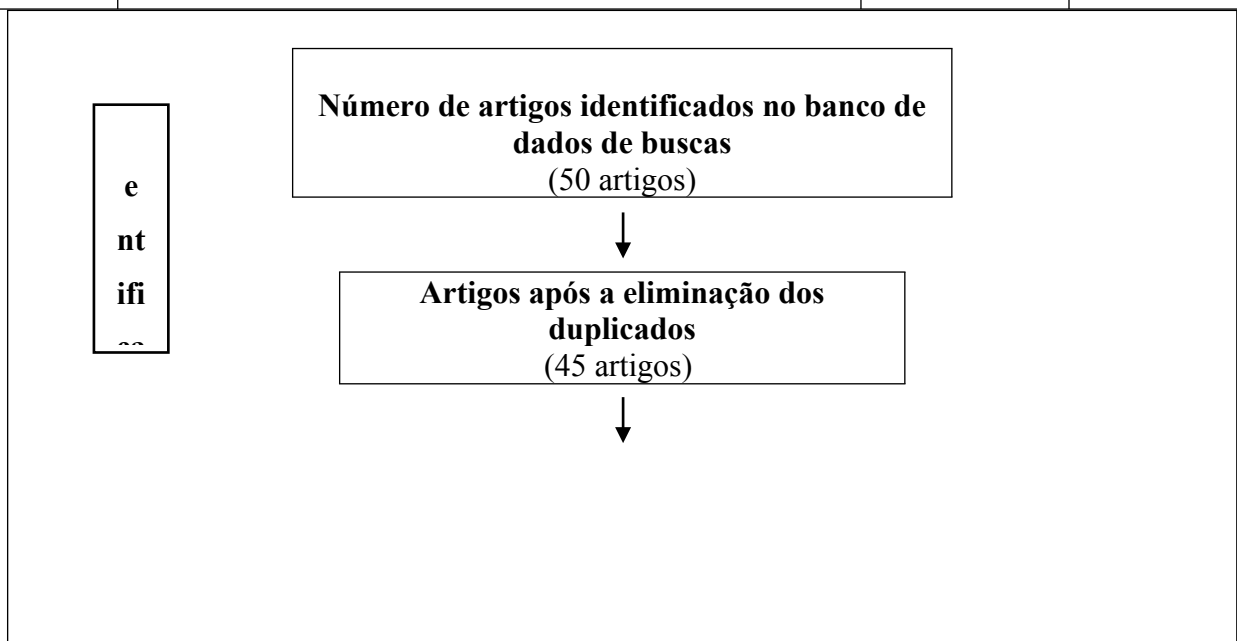 Número de artigos identificados no banco de
dados de buscas
(50 artigos)
e
nt
ifi
Artigos após a eliminação dos
duplicados
(45 artigos)